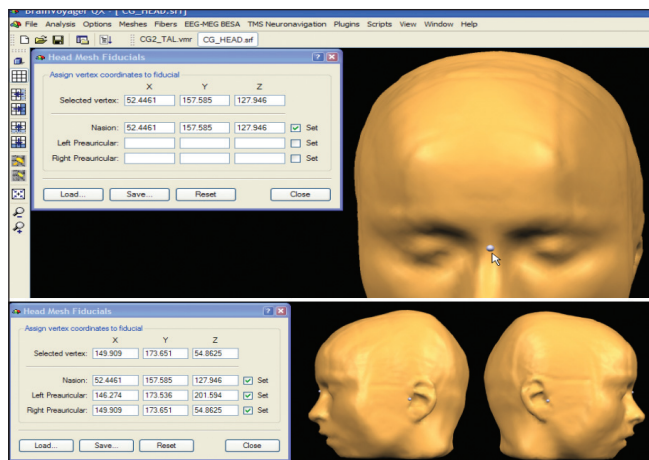 BrainVoyager QX - [ CG_HEAD.srf]
File Analysis Options Meshes Fibers EEG-MEG BESA TMS Neuronavigation Plugins Scripts View Window Help
CG2_TAL.vmr CG_HEAD.srf
Head Mesh Fiducials
Assign vertex coordinates to fiducial
X Y Z
Selected vertex: 52.4461 157.585 127.946
Nasion: 52.4461 157.585 127.946 Set
Left Preauricular: Set
Right Preauricular: Set
Load... Save... Reset Close
Head Mesh Fiducials
Assign vertex coordinates to fiducial
X Y Z
Selected vertex: 149.909 173.651 54.8625
Nasion: 52.4461 157.585 127.946 Set
Left Preauricular: 146.274 173.536 201.594 Set
Right Preauricular: 149.909 173.651 54.8625 Set
Load... Save... Reset Close